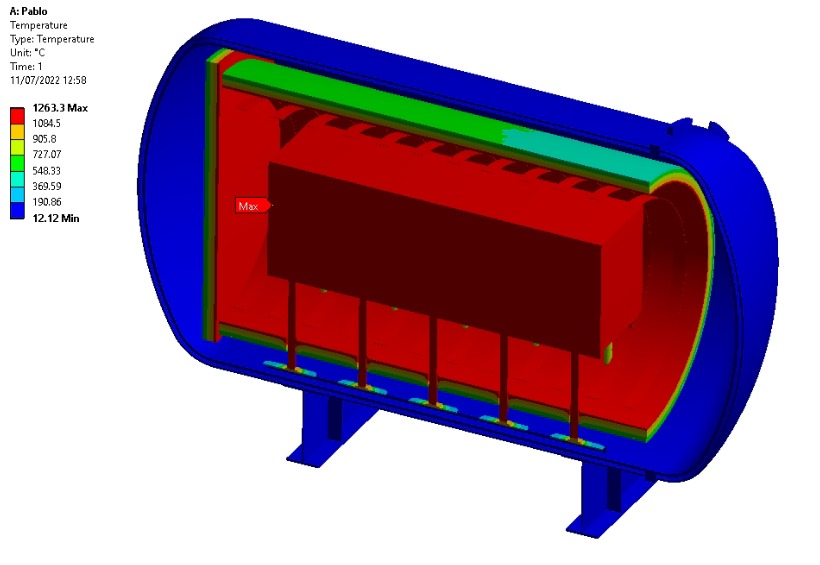 A: Pablo
Temperature
Type: Temperature
Unit: °C
Time: 1
11/07/2022 12:58
1263.3 Max
1084.5
905.8
727.07
548.33
369.59
190.86
12.12 Min
Max